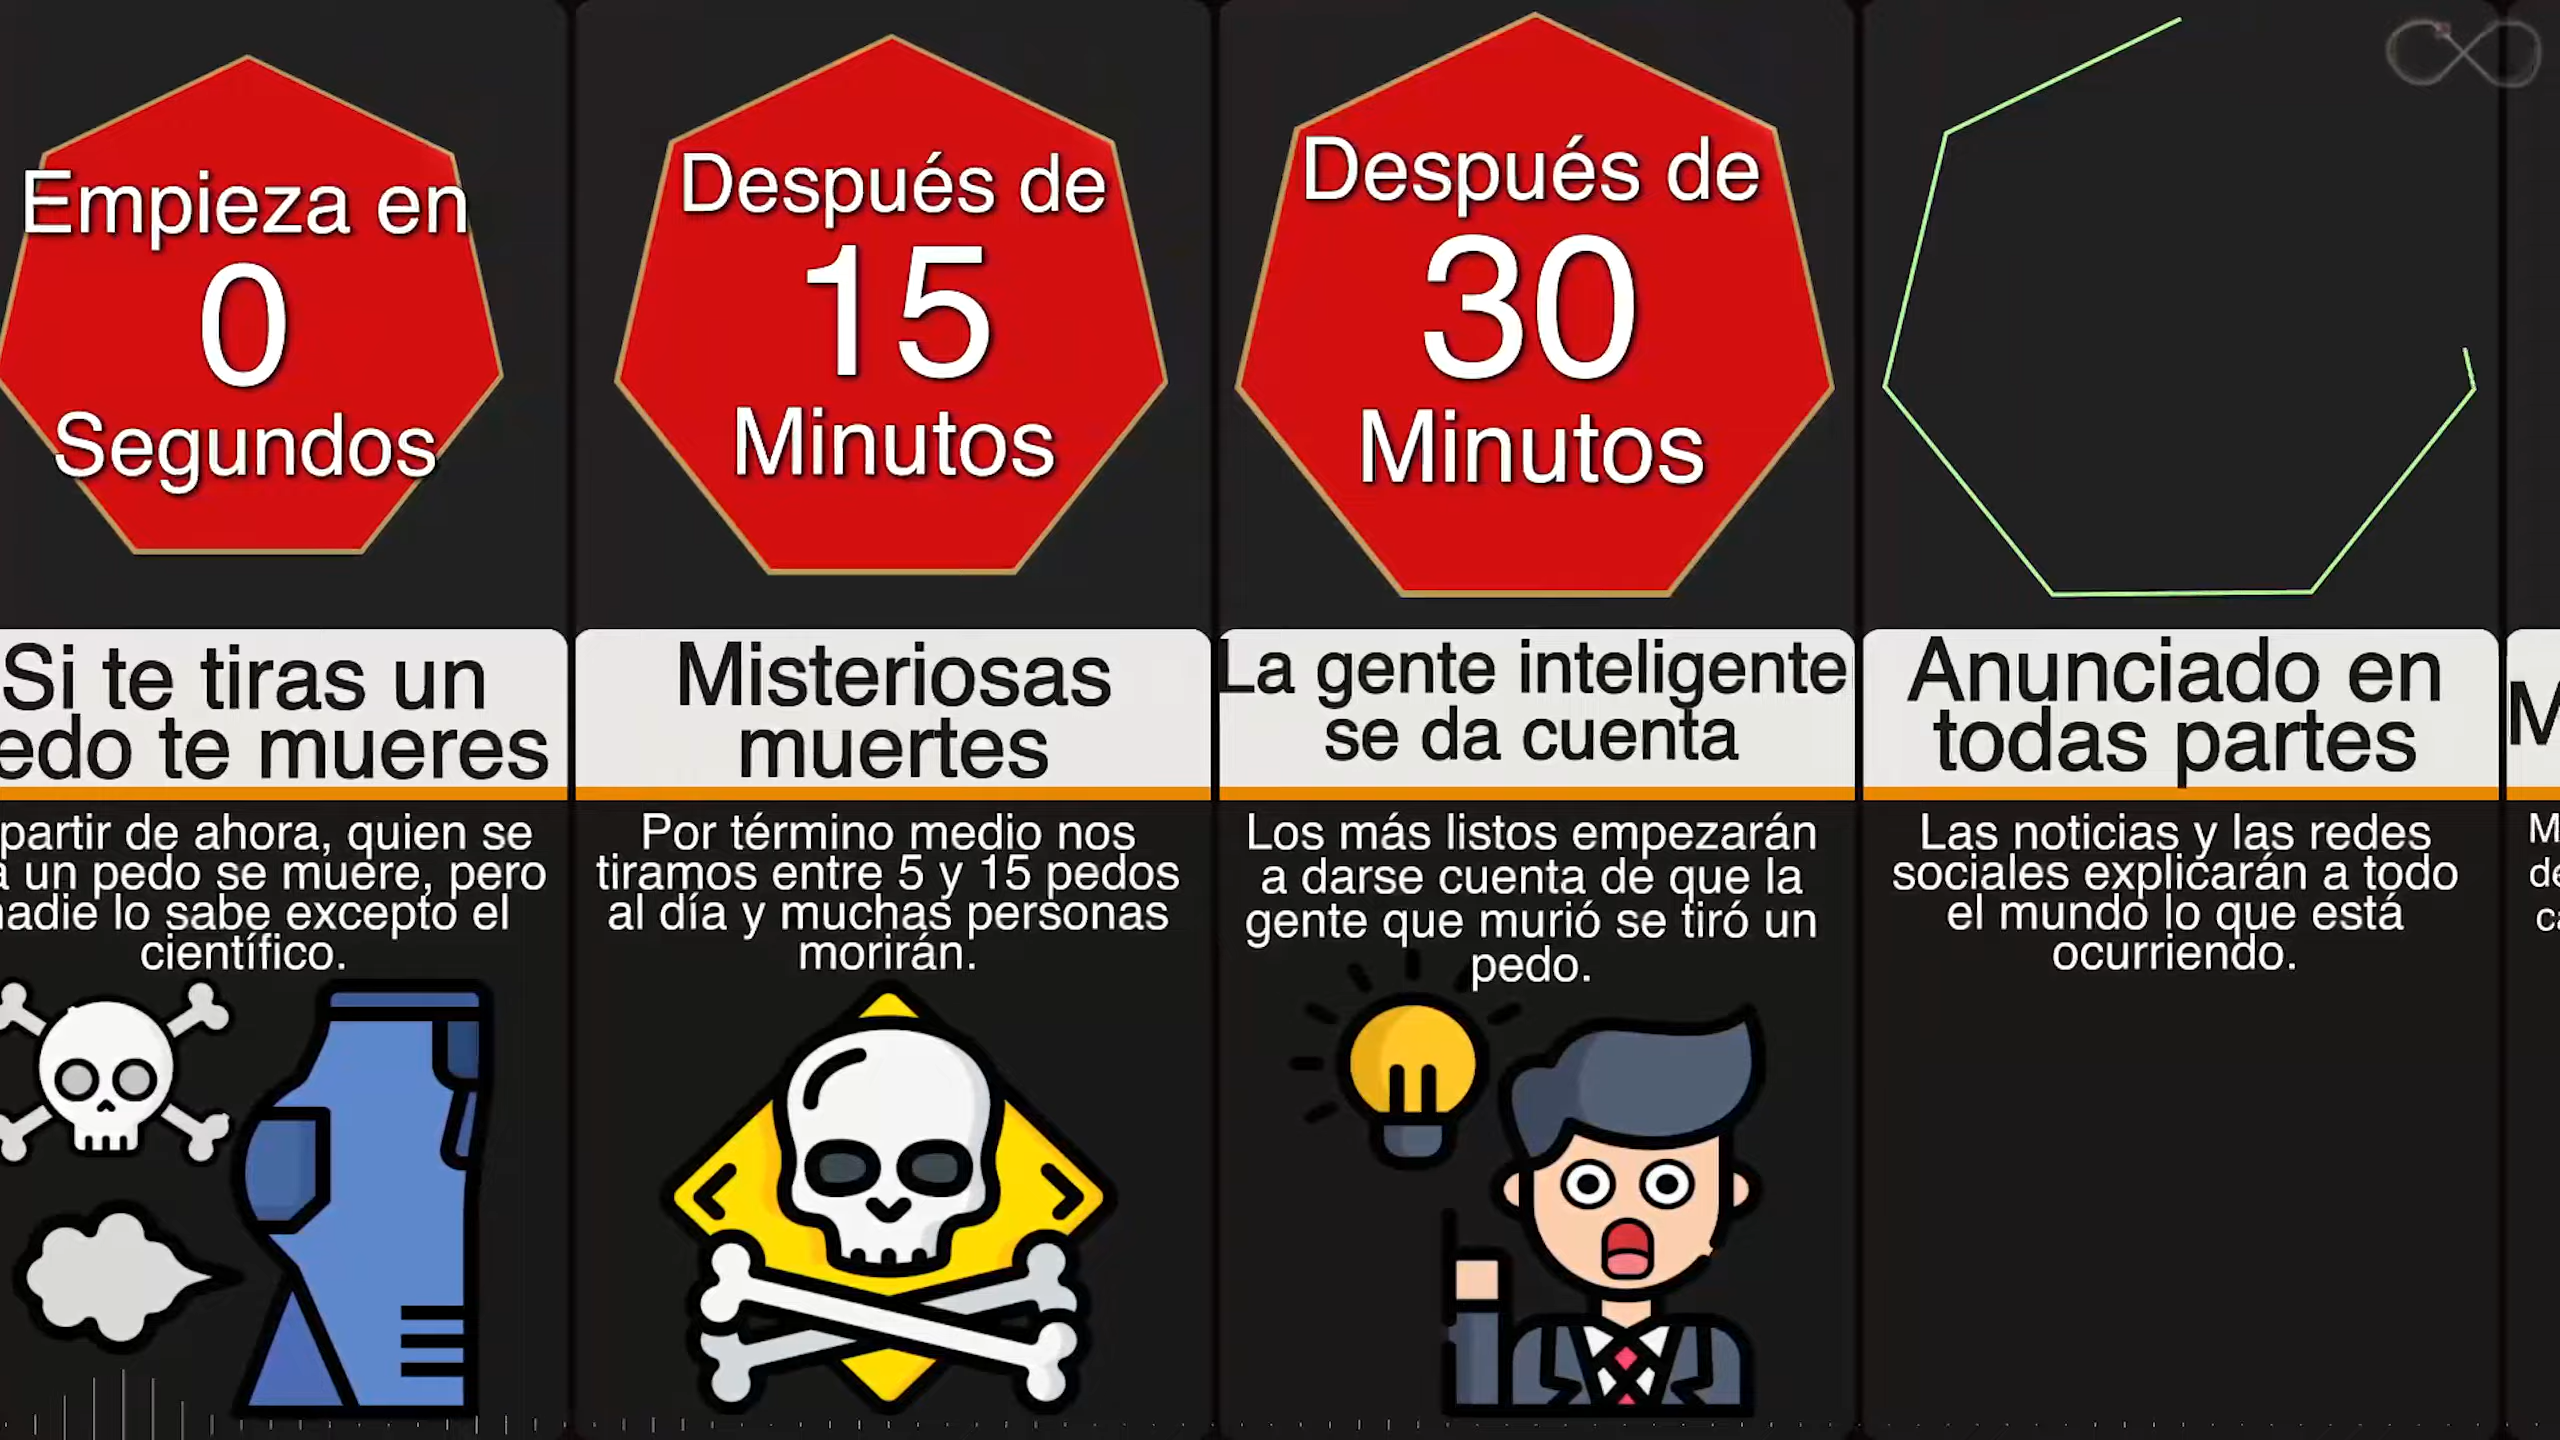 Empieza en
0
Segundos
Si te tiras un
edo te mueres
partir de ahora, quien se
a un pedo se muere, pero
nadie lo sabe excepto el
científico.
Después de
15
Minutos
Misteriosas
muertes
Por término medio nos
tiramos entre 5 y 15 pedos
al día y muchas personas
morirán.
Después de
30
Minutos
La gente inteligente
se da cuenta
Los más listos empezarán
a darse cuenta de que la
gente que murió se tiró un
pedo.
Anunciado en
todas partes
Las noticias y las redes
sociales explicarán a todo
el mundo lo que está
ocurriendo.